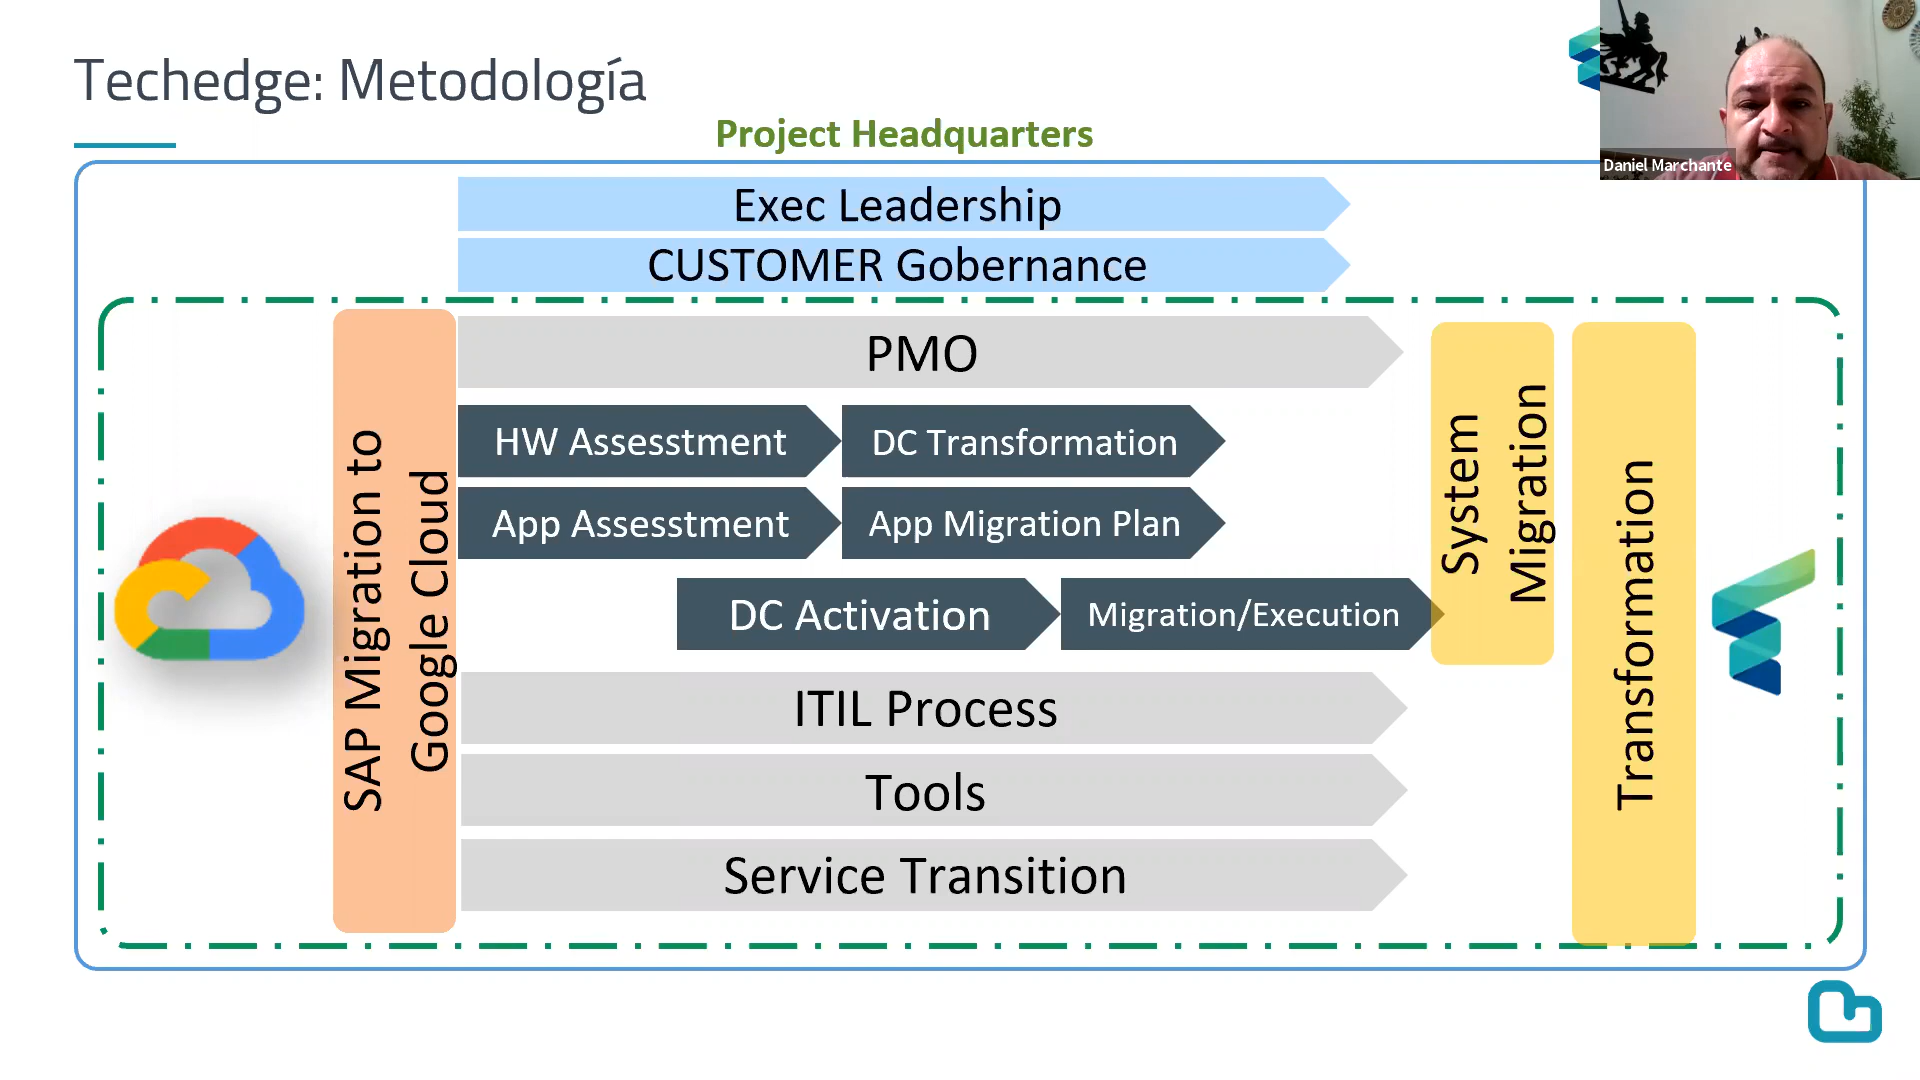 Techedge: Metodología
Project Headquarters
Daniel Marchante
Exec Leadership
CUSTOMER Gobernance
PMO
HW Assesstment
DC Transformation
App Assesstment
App Migration Plan
DC Activation
Migration/Execution
ITIL Process
Tools
Service Transition
SAP Migration to
Google Cloud
System
Migration
Transformation